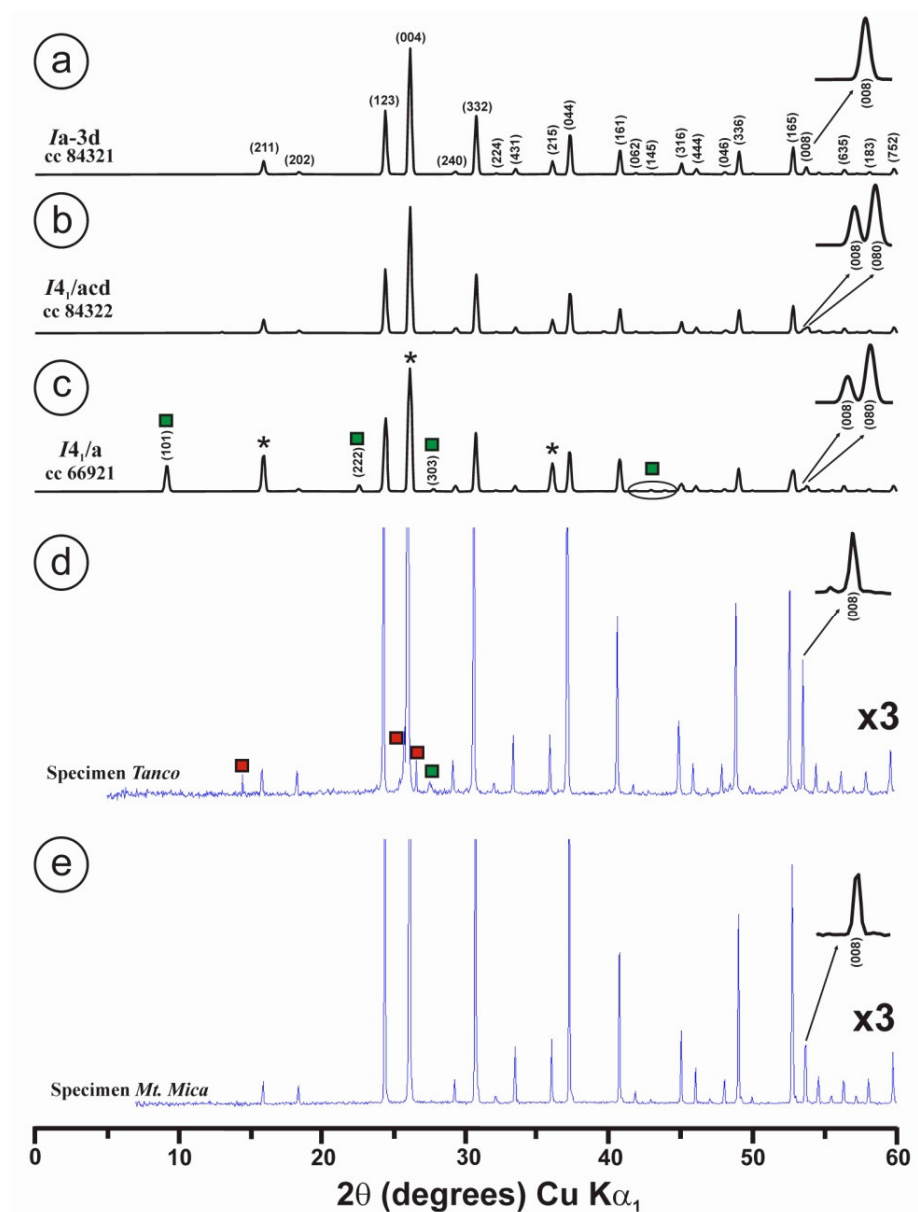 a
(004)
(123)
(332)
(044)
(008)
(211)
(202)
(240)
(224)
(431)
(215)
(161)
(062)
(145)
(316)
(444)
(046)
(336)
(165)
(008)
(635)
(183)
(752)
Ia-3d
cc 84321
b
(008)
(080)
I4₁/acd
cc 84322
c
*
(101)
*
(222)
(303)
*
(008)
(080)
I4₁/a
cc 66921
d
(008)
x3
Specimen Tanco
e
(008)
x3
Specimen Mt. Mica
0 10 20 30 40 50 60
2θ (degrees) Cu Kα₁